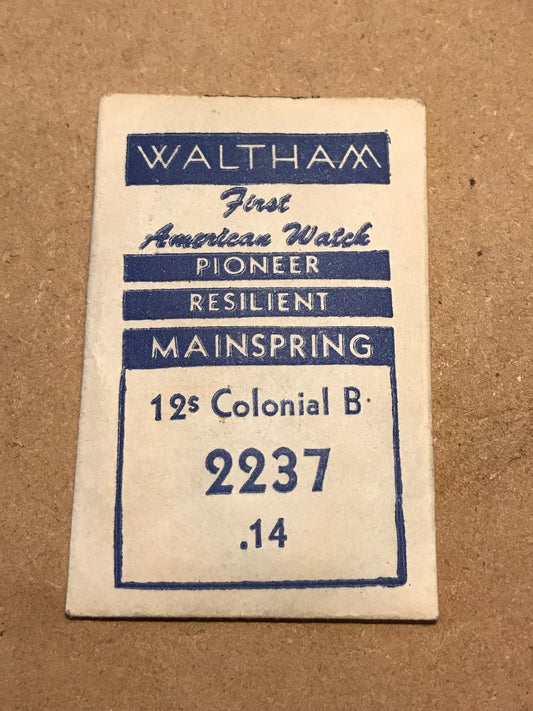 WALTHAM
First
American Watch
PIONEER
RESILIENT
MAINSPRING
12s Colonial B
2237
.14